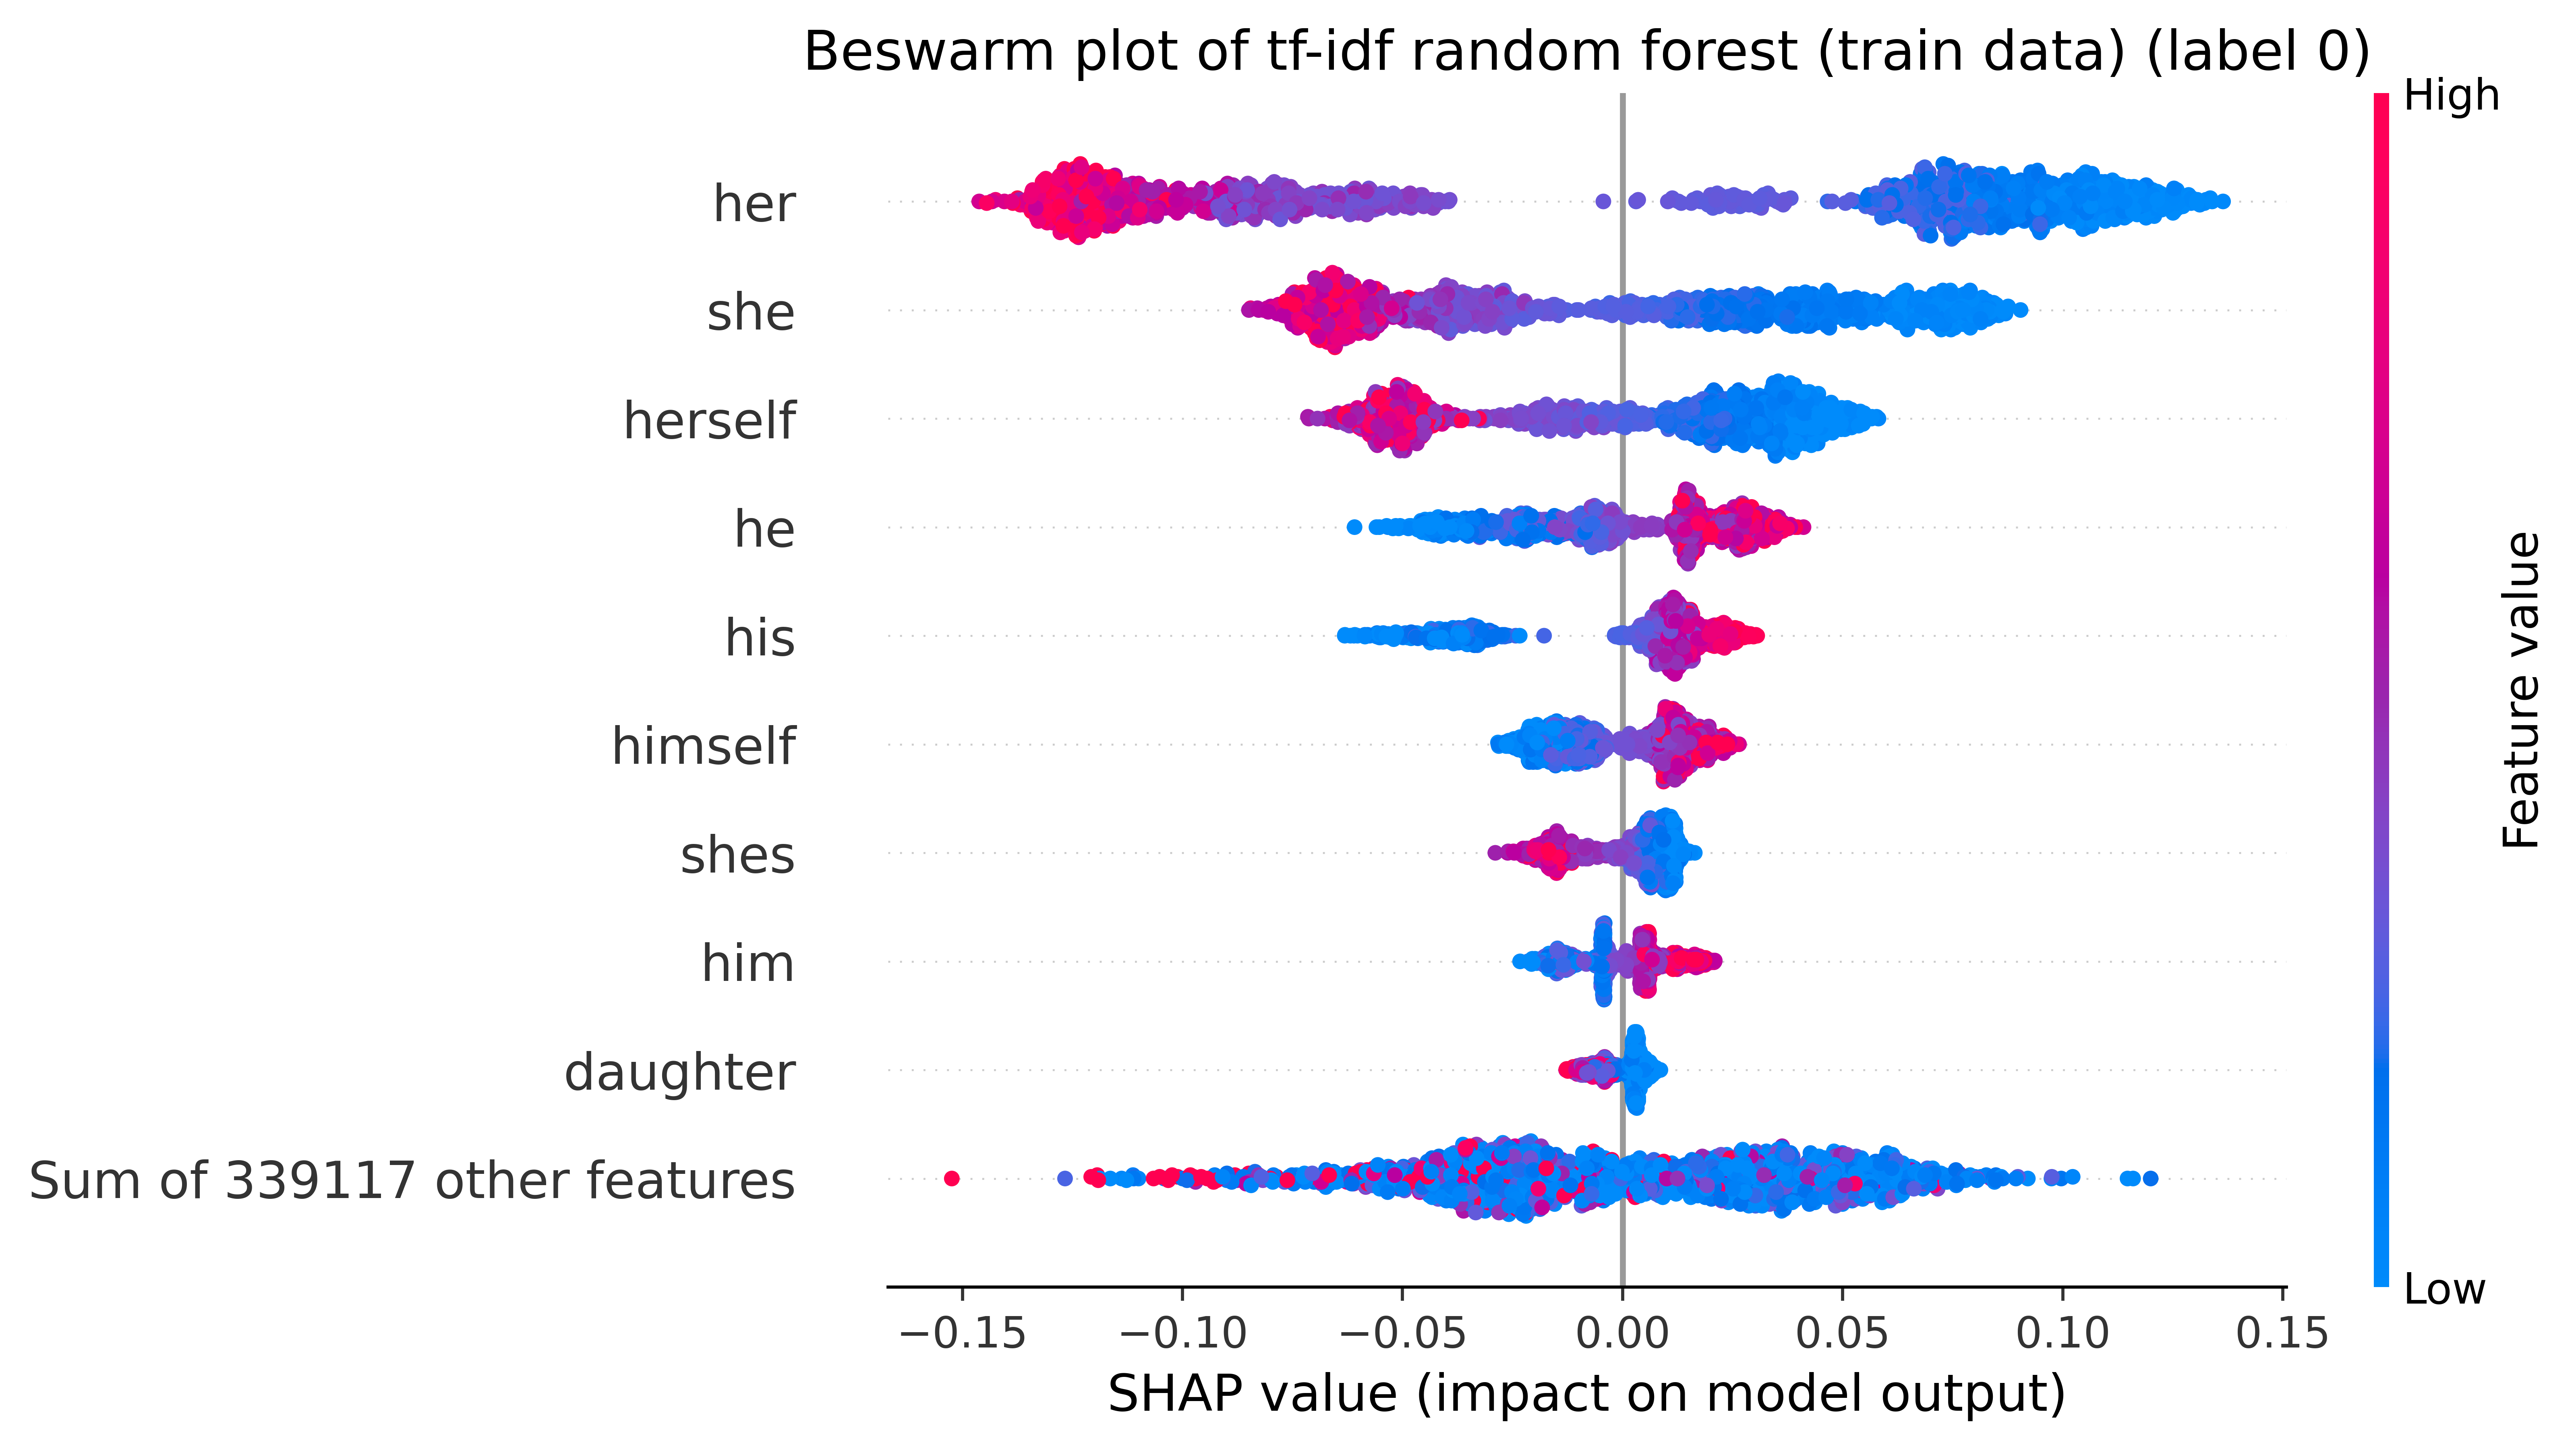 Beswarm plot of tf-idf random forest (train data) (label 0)
High
her
she
herself
he
his
himself
shes
him
daughter
Sum of 339117 other features
Feature value
Low
−0.15 −0.10 −0.05 0.00 0.05 0.10 0.15
SHAP value (impact on model output)